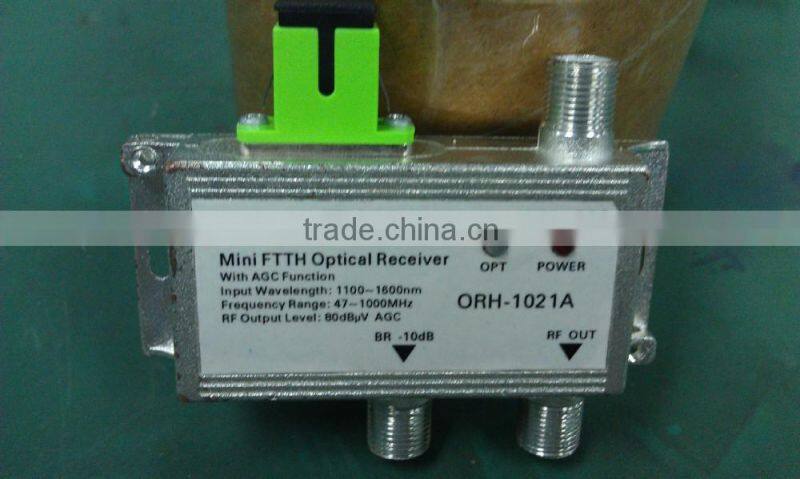 trade.china.cn
Mini FTTH Optical Receiver
With AGC Function
Input Wavelength: 1100~1600nm
Frequency Range: 47~1000MHz
RF Output Level: 80dBμV AGC
OPT POWER
ORH-1021A
BR -10dB
RF OUT